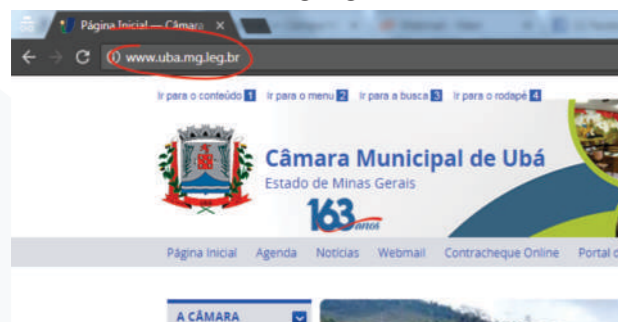 Página Inicial — Câmara
www.uba.mg.leg.br
Ir para o conteúdo 1 Ir para o menu 2 Ir para a busca 3 Ir para o rodapé 4
Câmara Municipal de Ubá
Estado de Minas Gerais
163 anos
Página Inicial Agenda Notícias Webmail Contracheque Online Portal
A CÂMARA